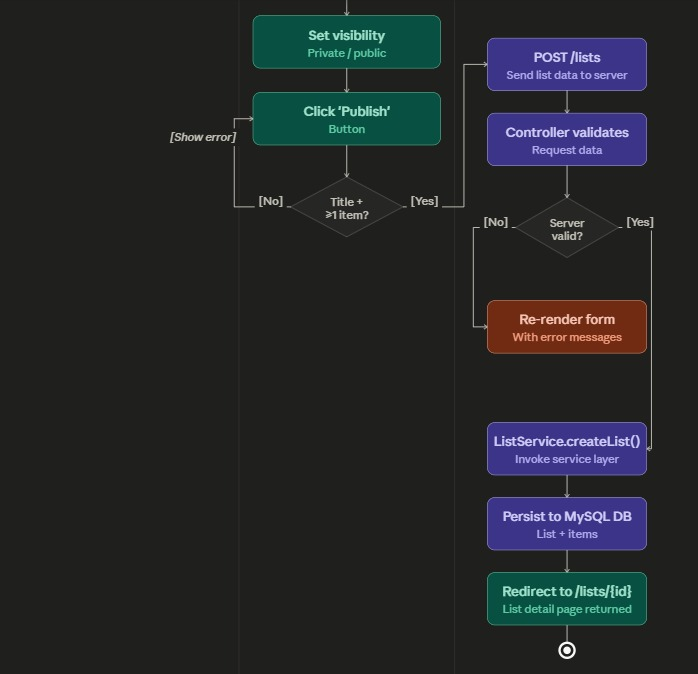 Set visibility
Private / public
Click 'Publish'
Button
[Show error]
[No]
Title +
≥1 item?
[Yes]
POST /lists
Send list data to server
Controller validates
Request data
[No]
Server
valid?
[Yes]
Re-render form
With error messages
ListService.createList()
Invoke service layer
Persist to MySQL DB
List + items
Redirect to /lists/{id}
List detail page returned